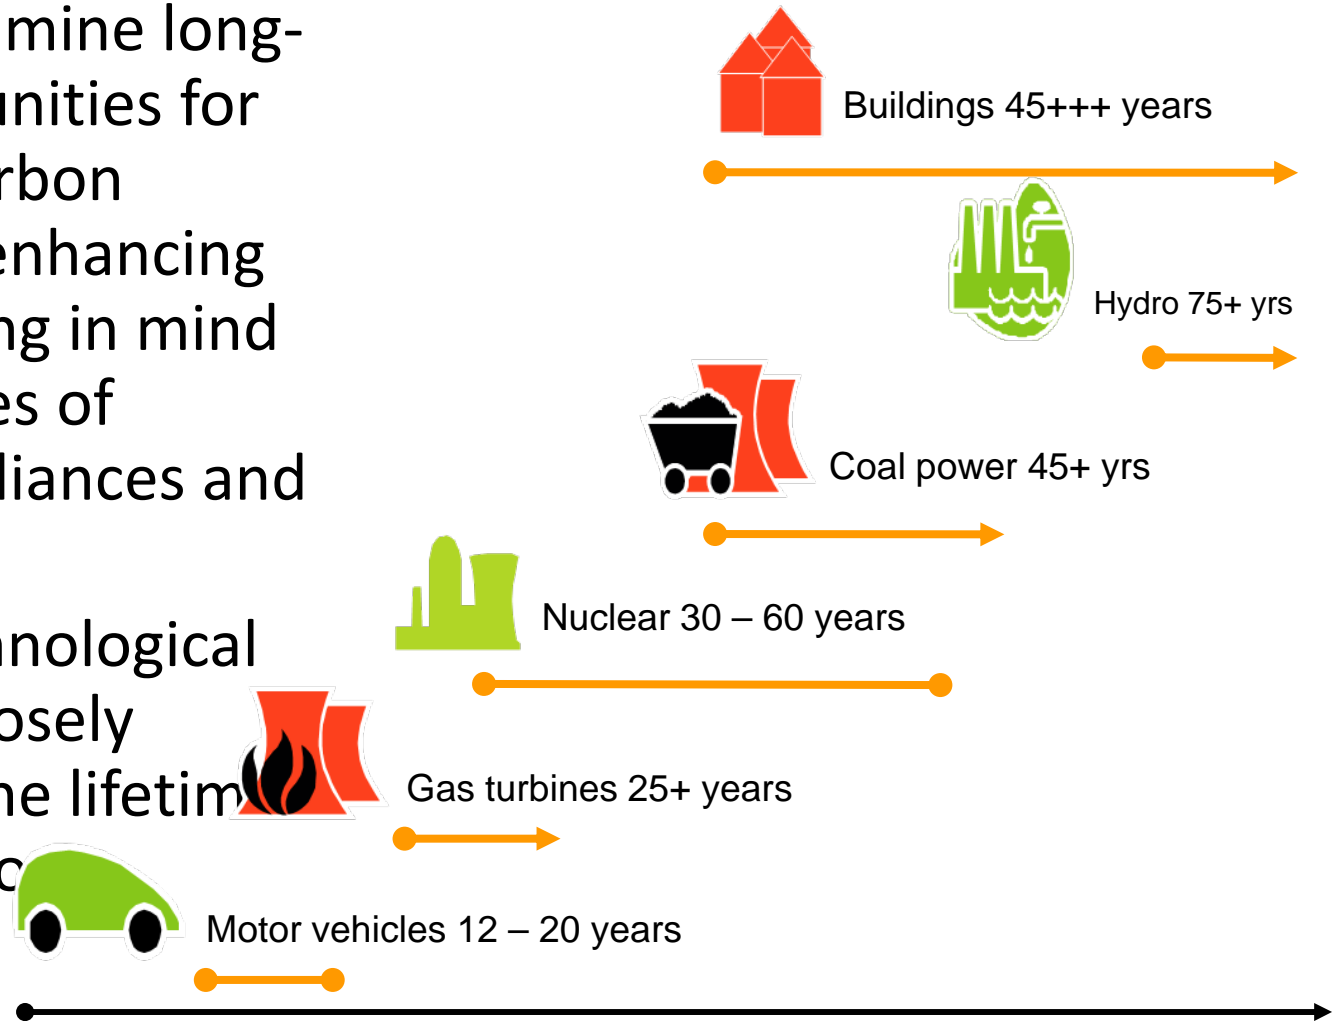 mine long-
unities for
rbon
enhancing
ng in mind
es of
liances and
nological
osely
ne lifetim
Buildings 45+++ years
Hydro 75+ yrs
Coal power 45+ yrs
Nuclear 30 – 60 years
Gas turbines 25+ years
Motor vehicles 12 – 20 years